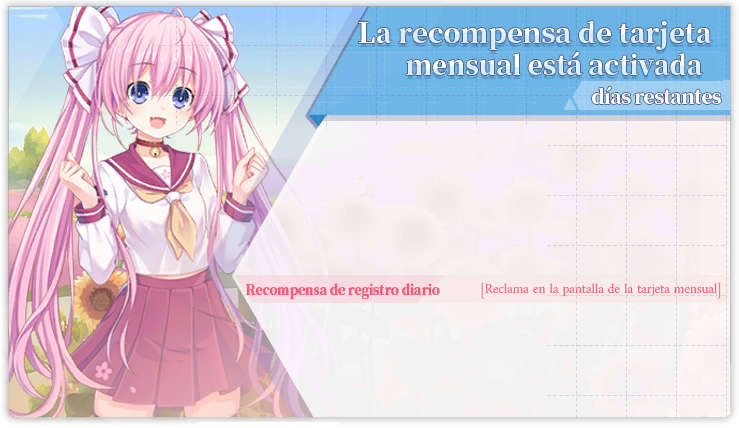 La recompensa de tarjeta
mensual está activada
días restantes
Recompensa de registro diario
[Reclama en la pantalla de la tarjeta mensual]